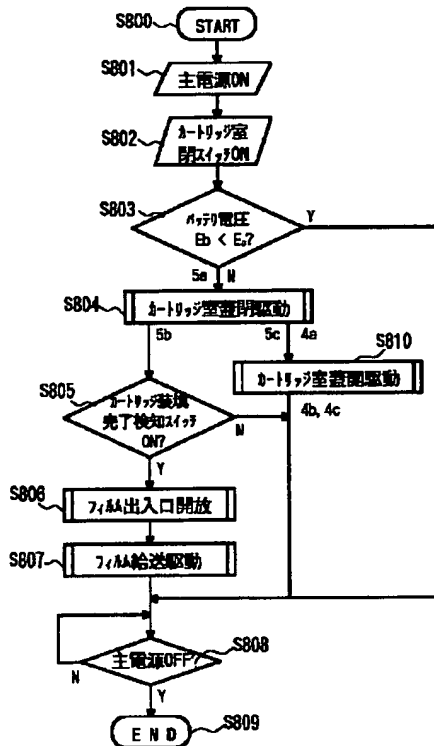 S800
START
S801
主電源ON
S802
カートリッジ室
閉スイッチON
S803
バッテリ電圧
Eb < E₀?
Y
5a
N
S804
カートリッジ室蓋閉駆動
5b
5c
4a
S810
カートリッジ室蓋開駆動
4b, 4c
S805
カートリッジ装填
完了検知スイッチ
ON?
N
Y
S806
フィルム出入口開放
S807
フィルム給送駆動
S808
主電源OFF?
N
Y
END
S809